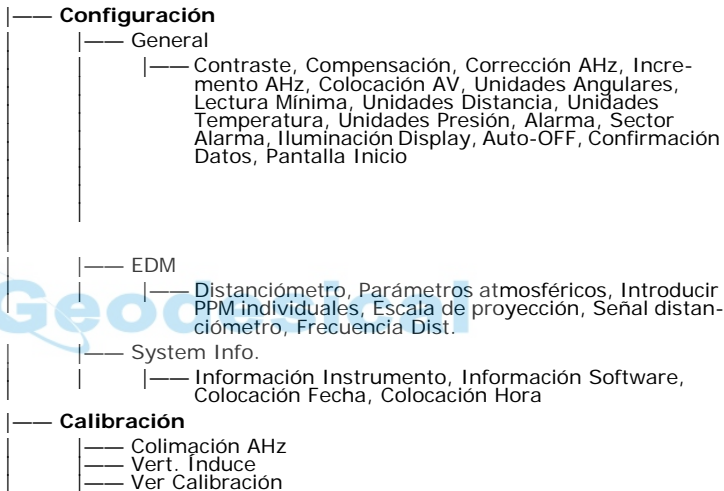 |—— Configuración
|—— General
|—— Contraste, Compensación, Corrección AHz, Incre-
mento AHz, Colocación AV, Unidades Angulares,
Lectura Mínima, Unidades Distancia, Unidades
Temperatura, Unidades Presión, Alarma, Sector
Alarma, Iluminación Display, Auto-OFF, Confirmación
Datos, Pantalla Inicio
|—— EDM
|—— Distanciómetro, Parámetros atmosféricos, Introducir
PPM individuales, Escala de proyección, Señal distan-
ciómetro, Frecuencia Dist.
Geodesical
|—— System Info.
|—— Información Instrumento, Información Software,
Colocación Fecha, Colocación Hora
|—— Calibración
|—— Colimación AHz
|—— Vert. Índuce
|—— Ver Calibración